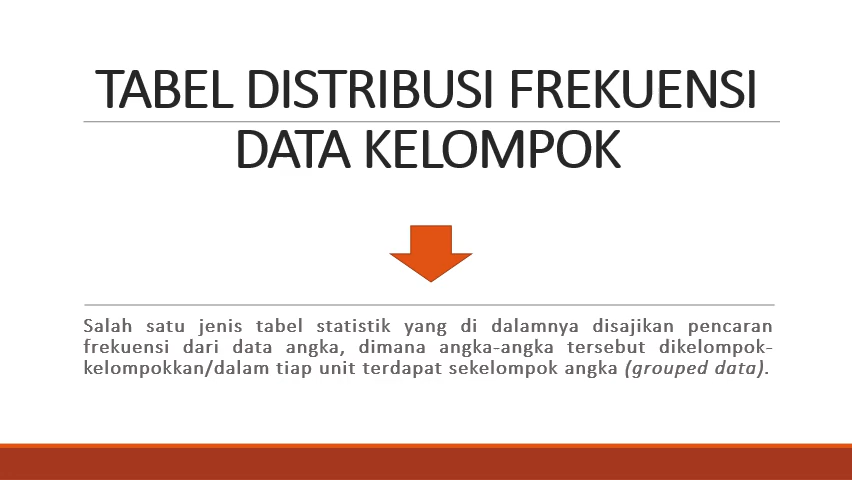 TABEL DISTRIBUSI FREKUENSI
DATA KELOMPOK
Salah satu jenis tabel statistik yang di dalamnya disajikan pencaran
frekuensi dari data angka, dimana angka-angka tersebut dikelompok-
kelompokkan/dalam tiap unit terdapat sekelompok angka (grouped data).